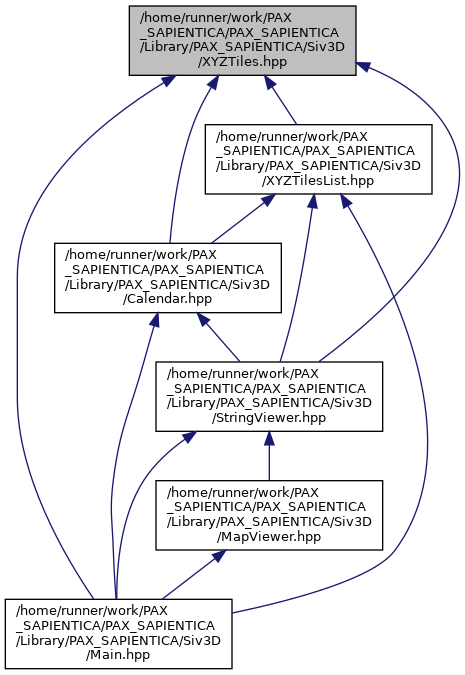 /home/runner/work/PAX
_SAPIENTICA/PAX_SAPIENTICA
/Library/PAX_SAPIENTICA/Siv3D
/XYZTiles.hpp
/home/runner/work/PAX
_SAPIENTICA/PAX_SAPIENTICA
/Library/PAX_SAPIENTICA/Siv3D
/XYZTilesList.hpp
/home/runner/work/PAX
_SAPIENTICA/PAX_SAPIENTICA
/Library/PAX_SAPIENTICA/Siv3D
/Calendar.hpp
/home/runner/work/PAX
_SAPIENTICA/PAX_SAPIENTICA
/Library/PAX_SAPIENTICA/Siv3D
/StringViewer.hpp
/home/runner/work/PAX
_SAPIENTICA/PAX_SAPIENTICA
/Library/PAX_SAPIENTICA/Siv3D
/MapViewer.hpp
/home/runner/work/PAX
_SAPIENTICA/PAX_SAPIENTICA
/Library/PAX_SAPIENTICA/Siv3D
/Main.hpp